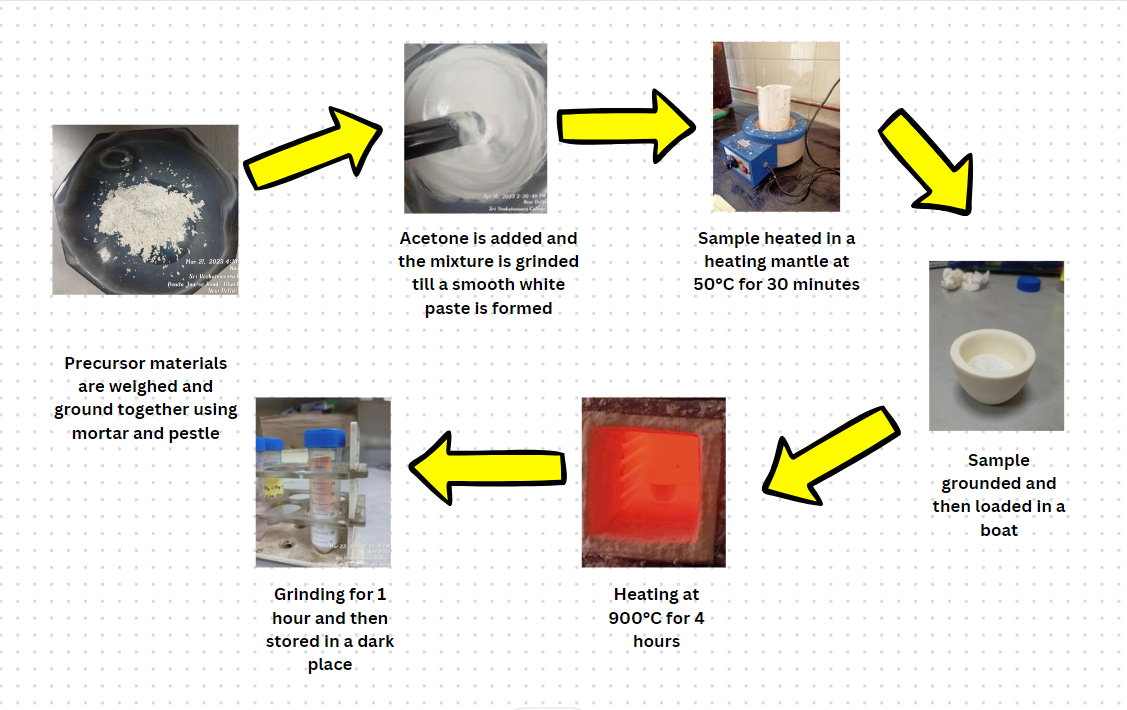 Precursor materials
are weighed and
ground together using
mortar and pestle
Acetone is added and
the mixture is grinded
till a smooth white
paste is formed
Sample heated in a
heating mantle at
50°C for 30 minutes
Sample
grounded and
then loaded in a
boat
Heating at
900°C for 4
hours
Grinding for 1
hour and then
stored in a dark
place